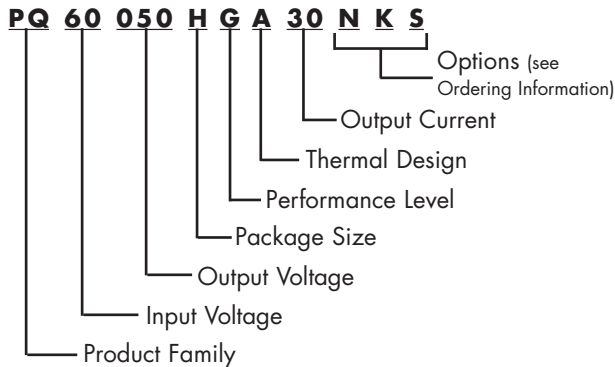 PQ 60 050 H G A 30 N K S
Options (see
Ordering Information)
Output Current
Thermal Design
Performance Level
Package Size
Output Voltage
Input Voltage
Product Family